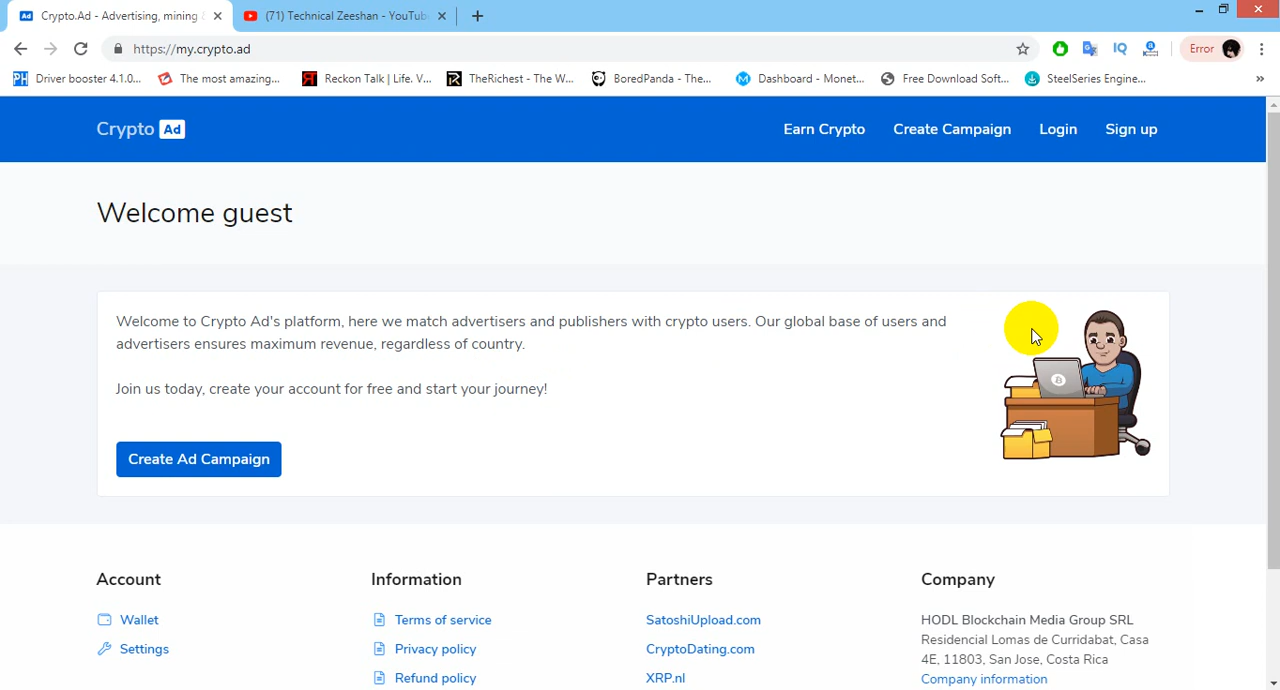 Crypto.Ad - Advertising, mining &
(71) Technical Zeeshan - YouTub
https://my.crypto.ad
Error
Driver booster 4.1.0...
The most amazing...
Reckon Talk | Life. V...
TheRichest - The W...
BoredPanda - The...
Dashboard - Monet...
Free Download Soft...
SteelSeries Engine...
Crypto Ad
Earn Crypto
Create Campaign
Login
Sign up
Welcome guest
Welcome to Crypto Ad's platform, here we match advertisers and publishers with crypto users. Our global base of users and
advertisers ensures maximum revenue, regardless of country.
Join us today, create your account for free and start your journey!
Create Ad Campaign
Account
Wallet
Settings
Information
Terms of service
Privacy policy
Refund policy
Partners
SatoshiUpload.com
CryptoDating.com
XRP.nl
Company
HODL Blockchain Media Group SRL
Residencial Lomas de Curridabat, Casa
4E, 11803, San Jose, Costa Rica
Company information